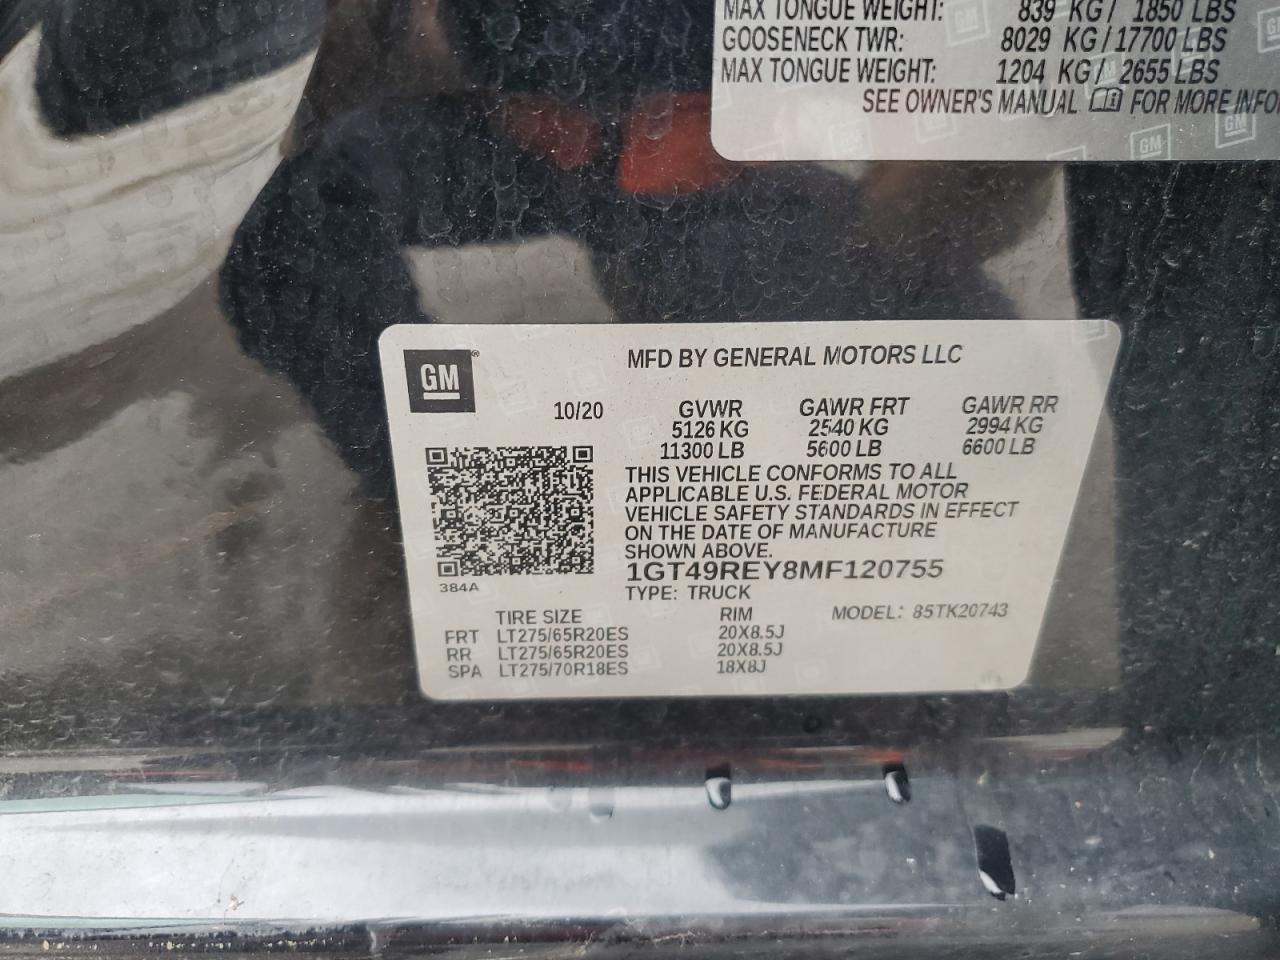 MAX TONGUE WEIGHT: 839 KG/ 1850 LBS
GOOSENECK TWR: 8029 KG/17700 LBS
MAX TONGUE WEIGHT: 1204 KG/ 2655 LBS
SEE OWNER'S MANUAL FOR MORE INFO
GM
GM
GM
GM®
MFD BY GENERAL MOTORS LLC
10/20
GVWR GAWR FRT GAWR RR
5126 KG 2540 KG 2994 KG
11300 LB 5600 LB 6600 LB
THIS VEHICLE CONFORMS TO ALL
APPLICABLE U.S. FEDERAL MOTOR
VEHICLE SAFETY STANDARDS IN EFFECT
ON THE DATE OF MANUFACTURE
SHOWN ABOVE.
1GT49REY8MF120755
384A
TYPE: TRUCK
TIRE SIZE RIM MODEL: 85TK20743
FRT LT275/65R20ES 20X8.5J
RR LT275/65R20ES 20X8.5J
SPA LT275/70R18ES 18X8J